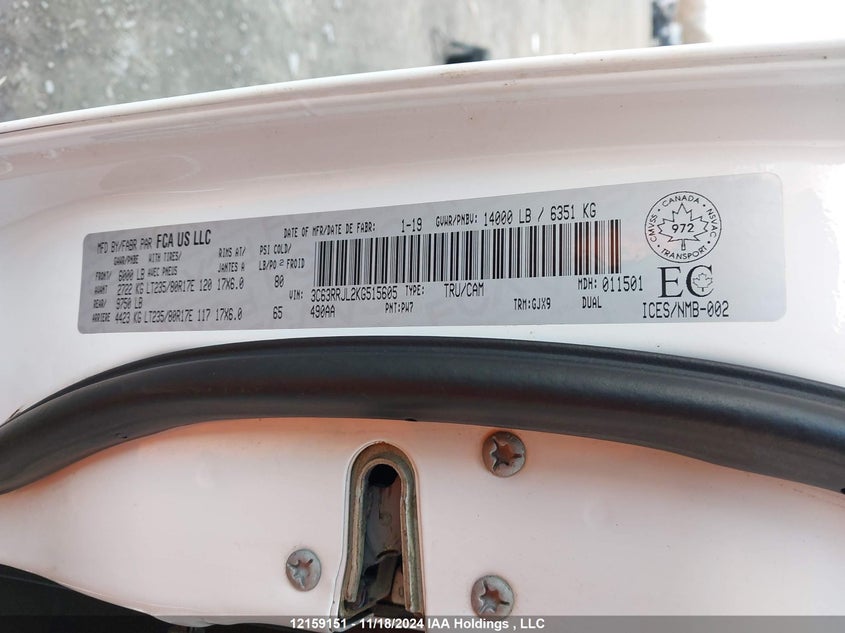 MFD BY/FABR PAR FCA US LLC
DATE OF MFR/DATE DE FABR: 1-19 GVWR/PNBV: 14000 LB / 6351 KG
WITH TIRES/ RIMS AT/ PSI COLD/
FRONT/ 6000 LB AVEC PNEUS JANTES A LB/PO² FROID
AVANT 2722 KG LT235/80R17E 120 17X6.0 80
REAR/ 9750 LB
ARRIERE 4423 KG LT235/80R17E 117 17X6.0 65
VIN: 3C63RRJL2KG515605 TYPE: TRU/CAM MDH: 011501
490AA PNT:PW7 TRM:GJX9 DUAL
CANADA
CMVSS NSVAC
972
TRANSPORT
EC
ICES/NMB-002
12159151 - 11/18/2024 IAA Holdings , LLC